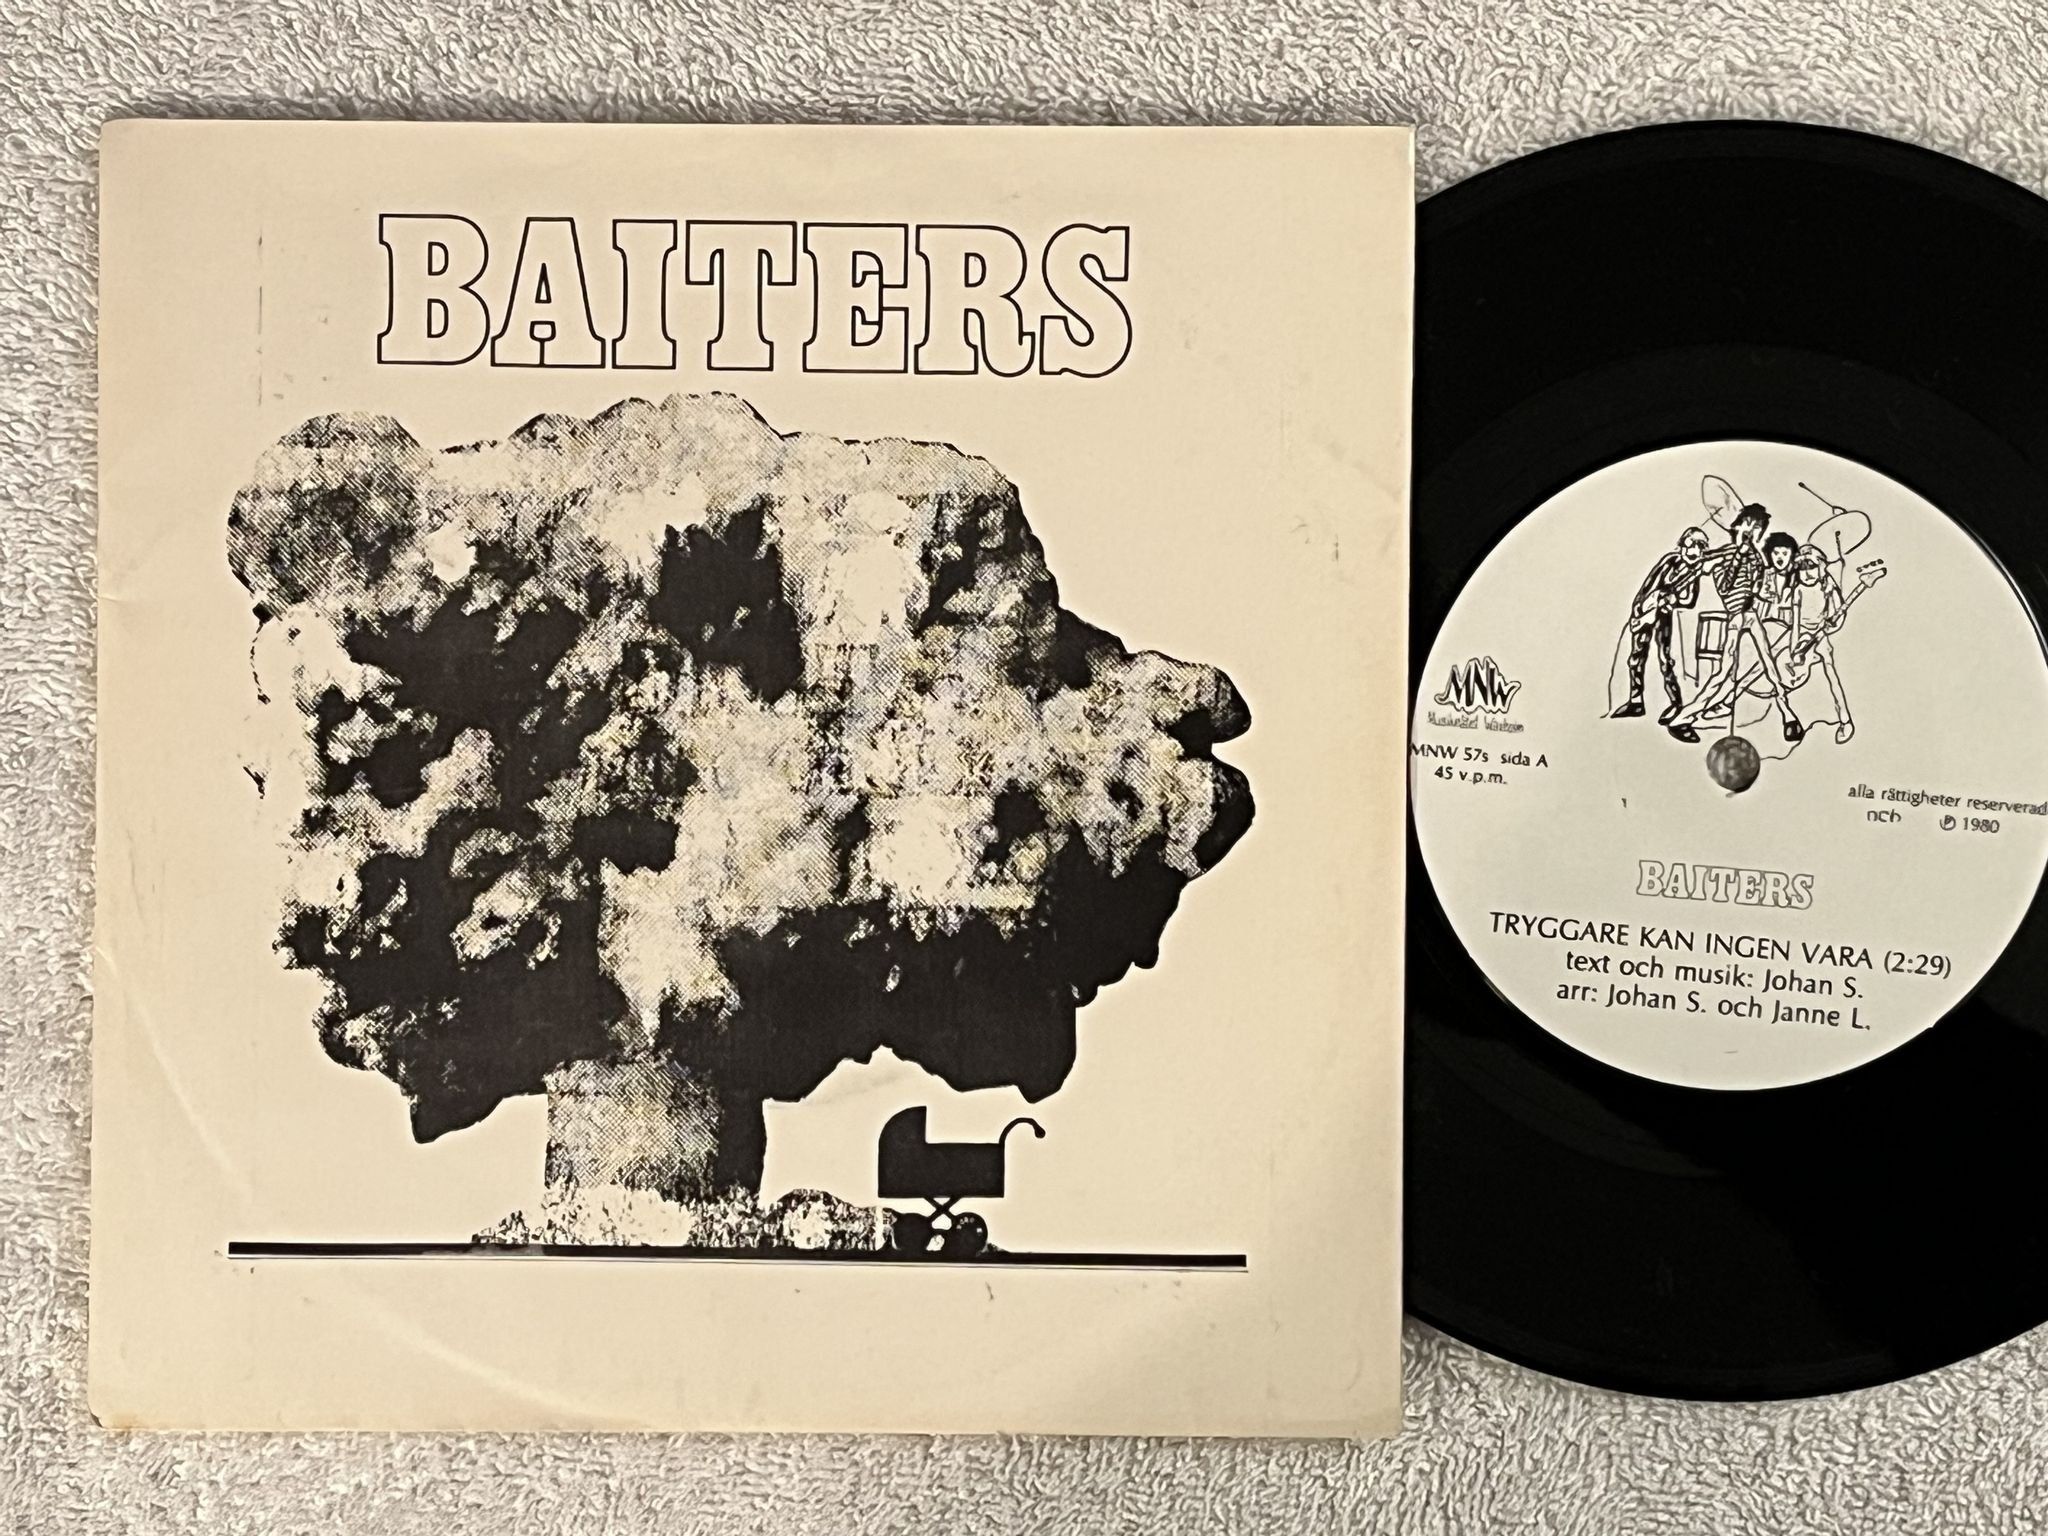 BAITERS
MNW
MNW 57s sida A
45 v.p.m.
alla rättigheter reserverad
och ℗ 1980
BAITERS
TRYGGARE KAN INGEN VARA (2:29)
text och musik: Johan S.
arr: Johan S. och Janne L.